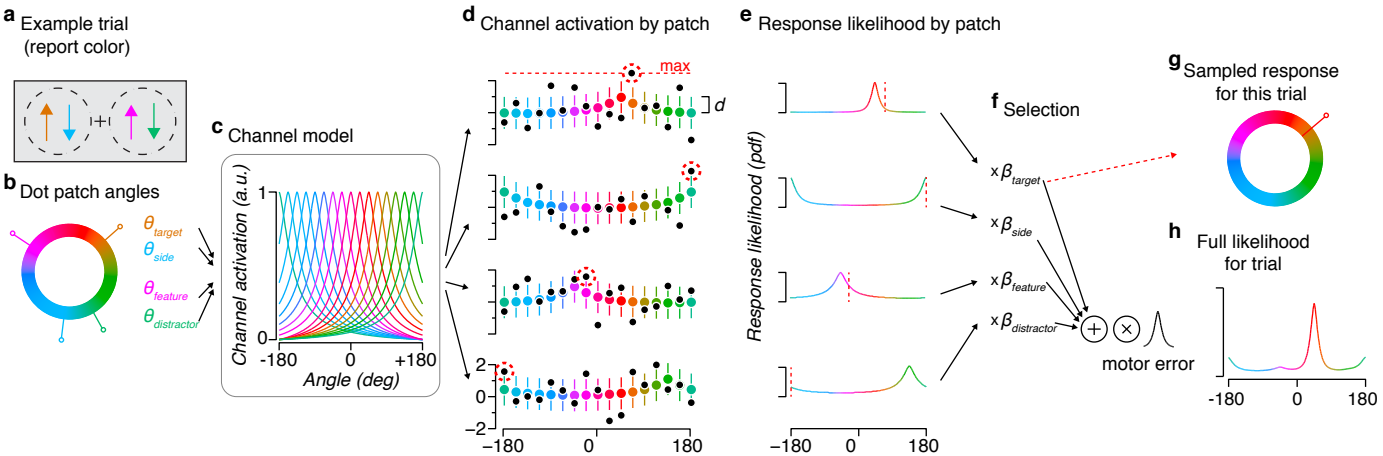 a
Example trial
(report color)
+
b
Dot patch angles
θtarget
θside
θfeature
θdistractor
c
Channel model
Channel activation (a.u.)
1
0
-180 0 +180
Angle (deg)
d
Channel activation by patch
max
d
2
0
−2
−180 0 180
e
Response likelihood by patch
Response likelihood (pdf)
−180 0 180
f
Selection
x βtarget
x βside
x βfeature
x βdistractor
+ ×
motor error
g
Sampled response
for this trial
h
Full likelihood
for trial
-180 0 180